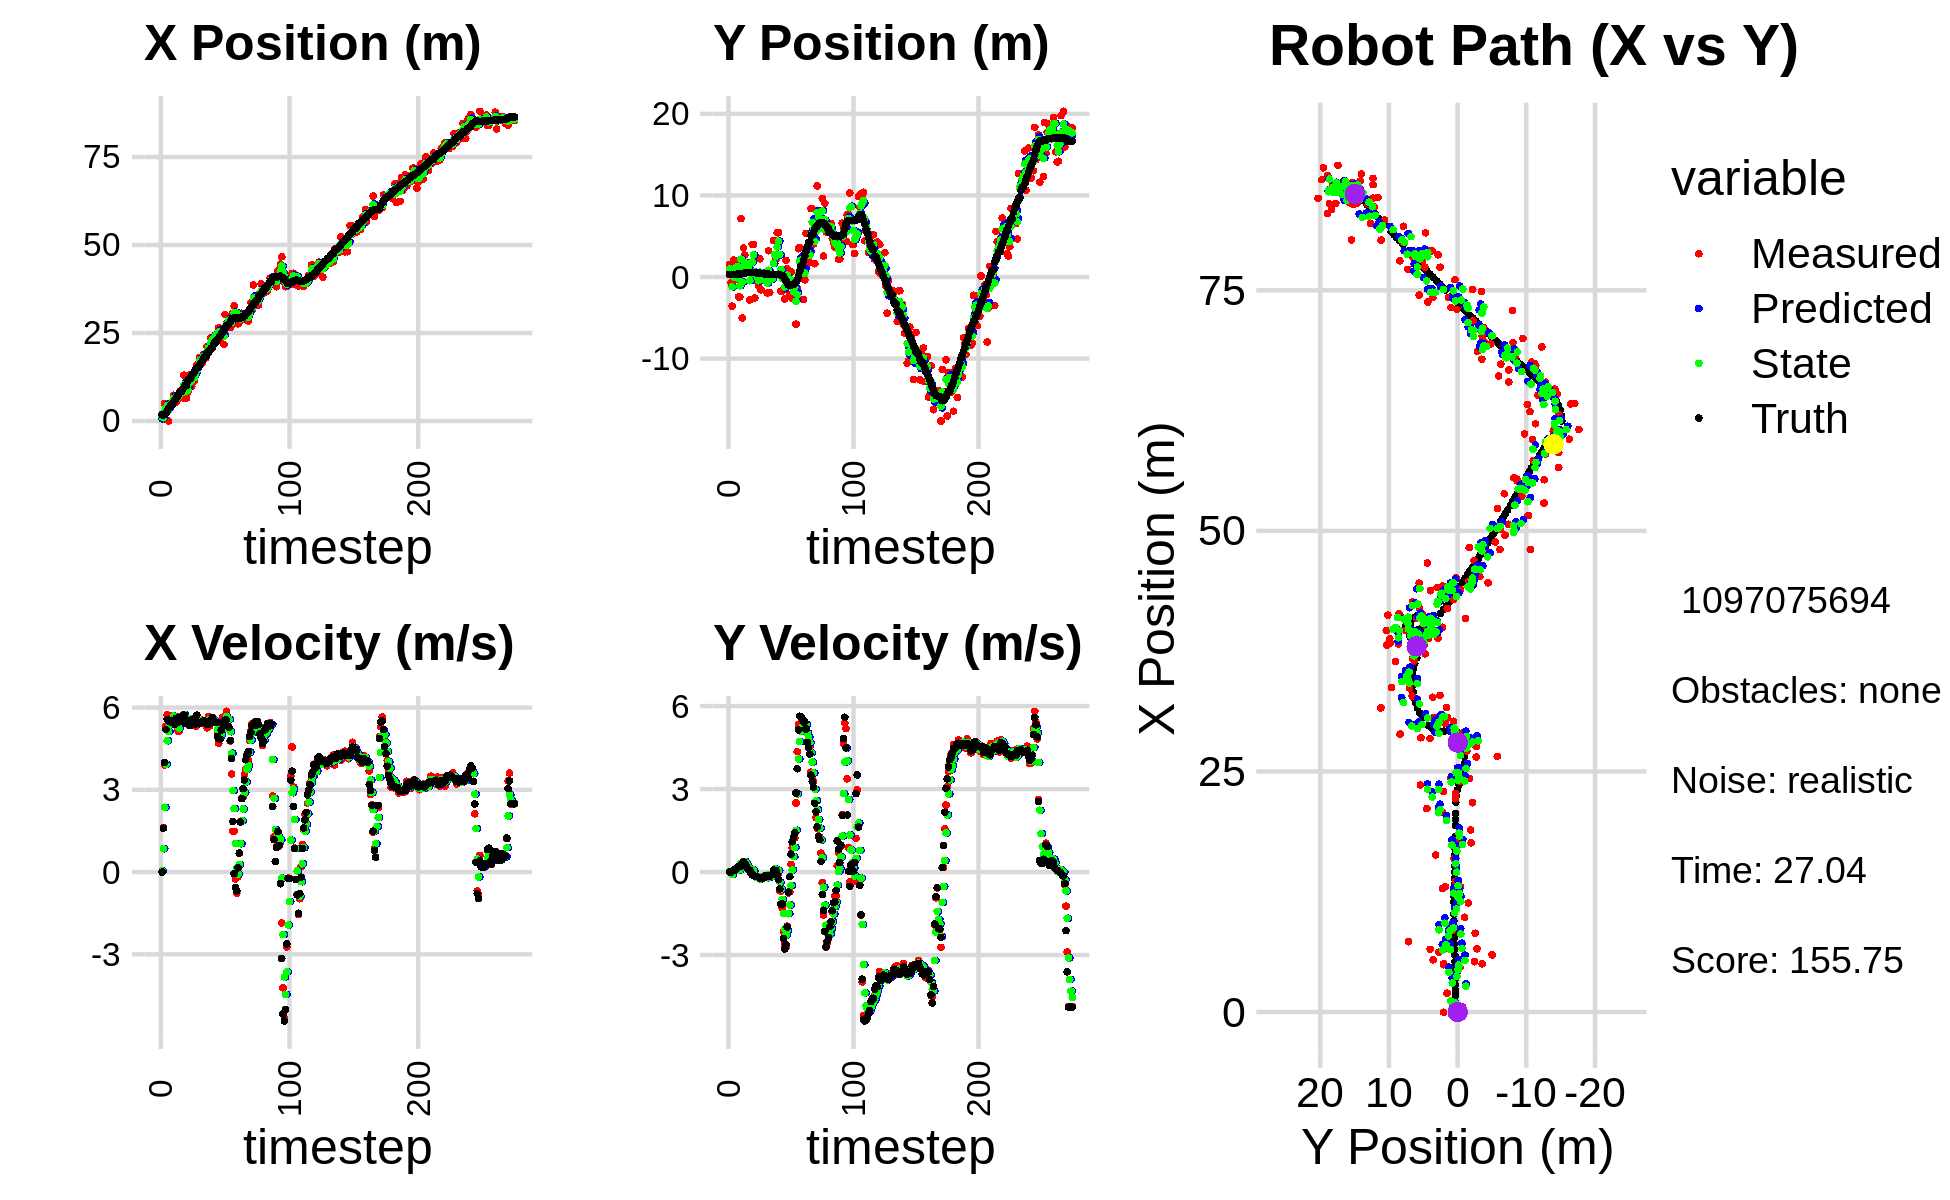 X Position (m)
75
50
25
0
0
100
200
timestep
Y Position (m)
20
10
0
-10
0
100
200
timestep
X Velocity (m/s)
6
3
0
-3
0
100
200
timestep
Y Velocity (m/s)
6
3
0
-3
0
100
200
timestep
Robot Path (X vs Y)
X Position (m)
75
50
25
0
20 10 0 -10 -20
Y Position (m)
variable
Measured
Predicted
State
Truth
1097075694
Obstacles: none
Noise: realistic
Time: 27.04
Score: 155.75